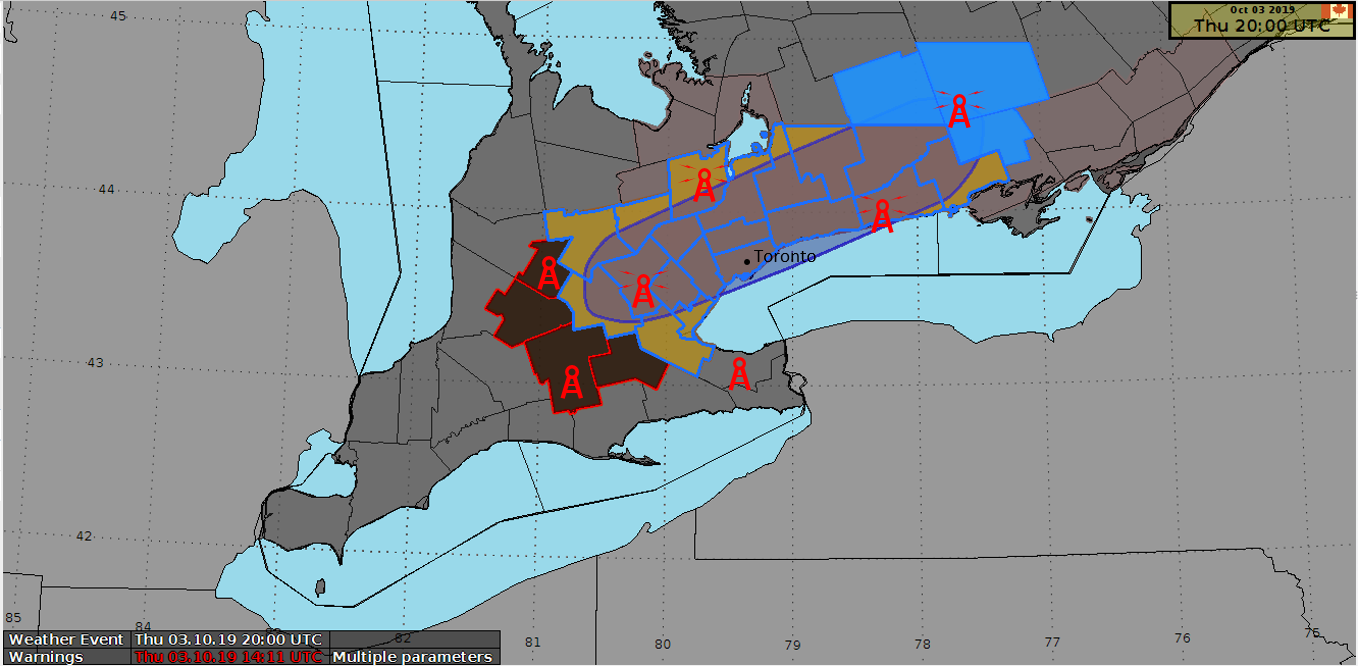 45
Oct 03 2019
Thu 20:00 UTC
44
Toronto
43
42
85
84
82
81
80
79
78
77
76
75
Weather Event Thu 03.10.19 20:00 UTC
Warnings Thu 03.10.19 14:11 UTC Multiple parameters